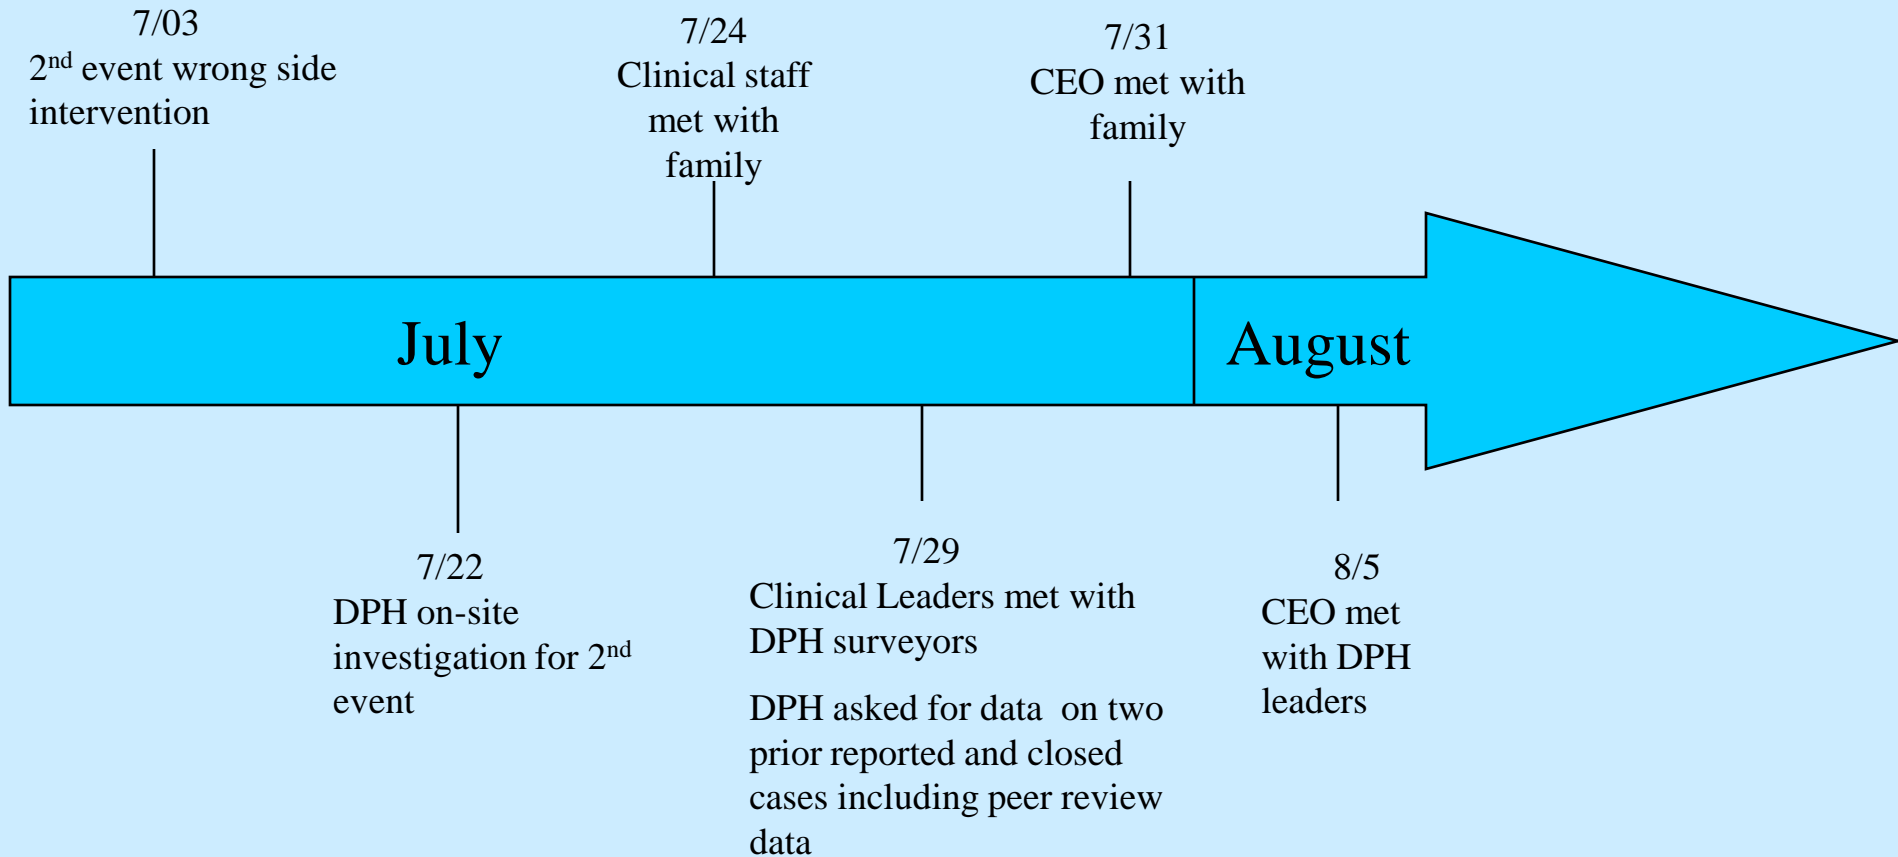 7/03
2nd event wrong side
intervention
7/24
Clinical staff
met with
family
7/31
CEO met with
family
July
August
7/22
DPH on-site
investigation for 2nd
event
7/29
Clinical Leaders met with
DPH surveyors
DPH asked for data  on two
prior reported and closed
cases including peer review
data
8/5
CEO met
with DPH
leaders